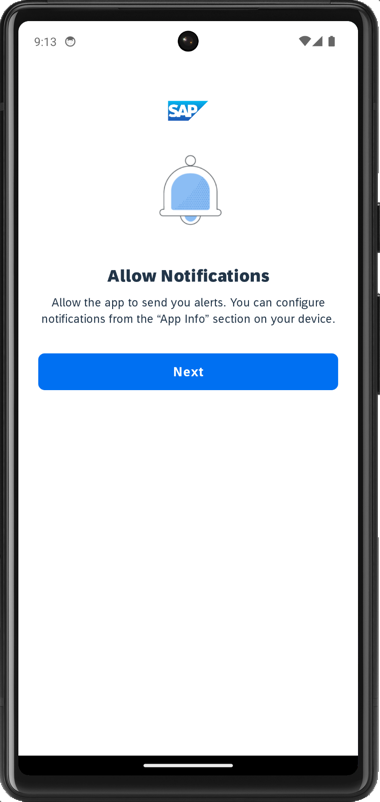 9:13
SAP
Allow Notifications
Allow the app to send you alerts. You can configure
notifications from the “App Info” section on your device.
Next